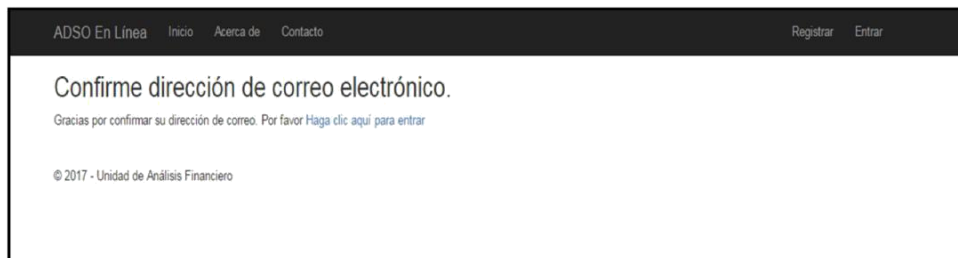 ADSO En Línea Inicio Acerca de Contacto Registrar Entrar
Confirme dirección de correo electrónico.
Gracias por confirmar su dirección de correo. Por favor Haga clic aquí para entrar
© 2017 - Unidad de Análisis Financiero